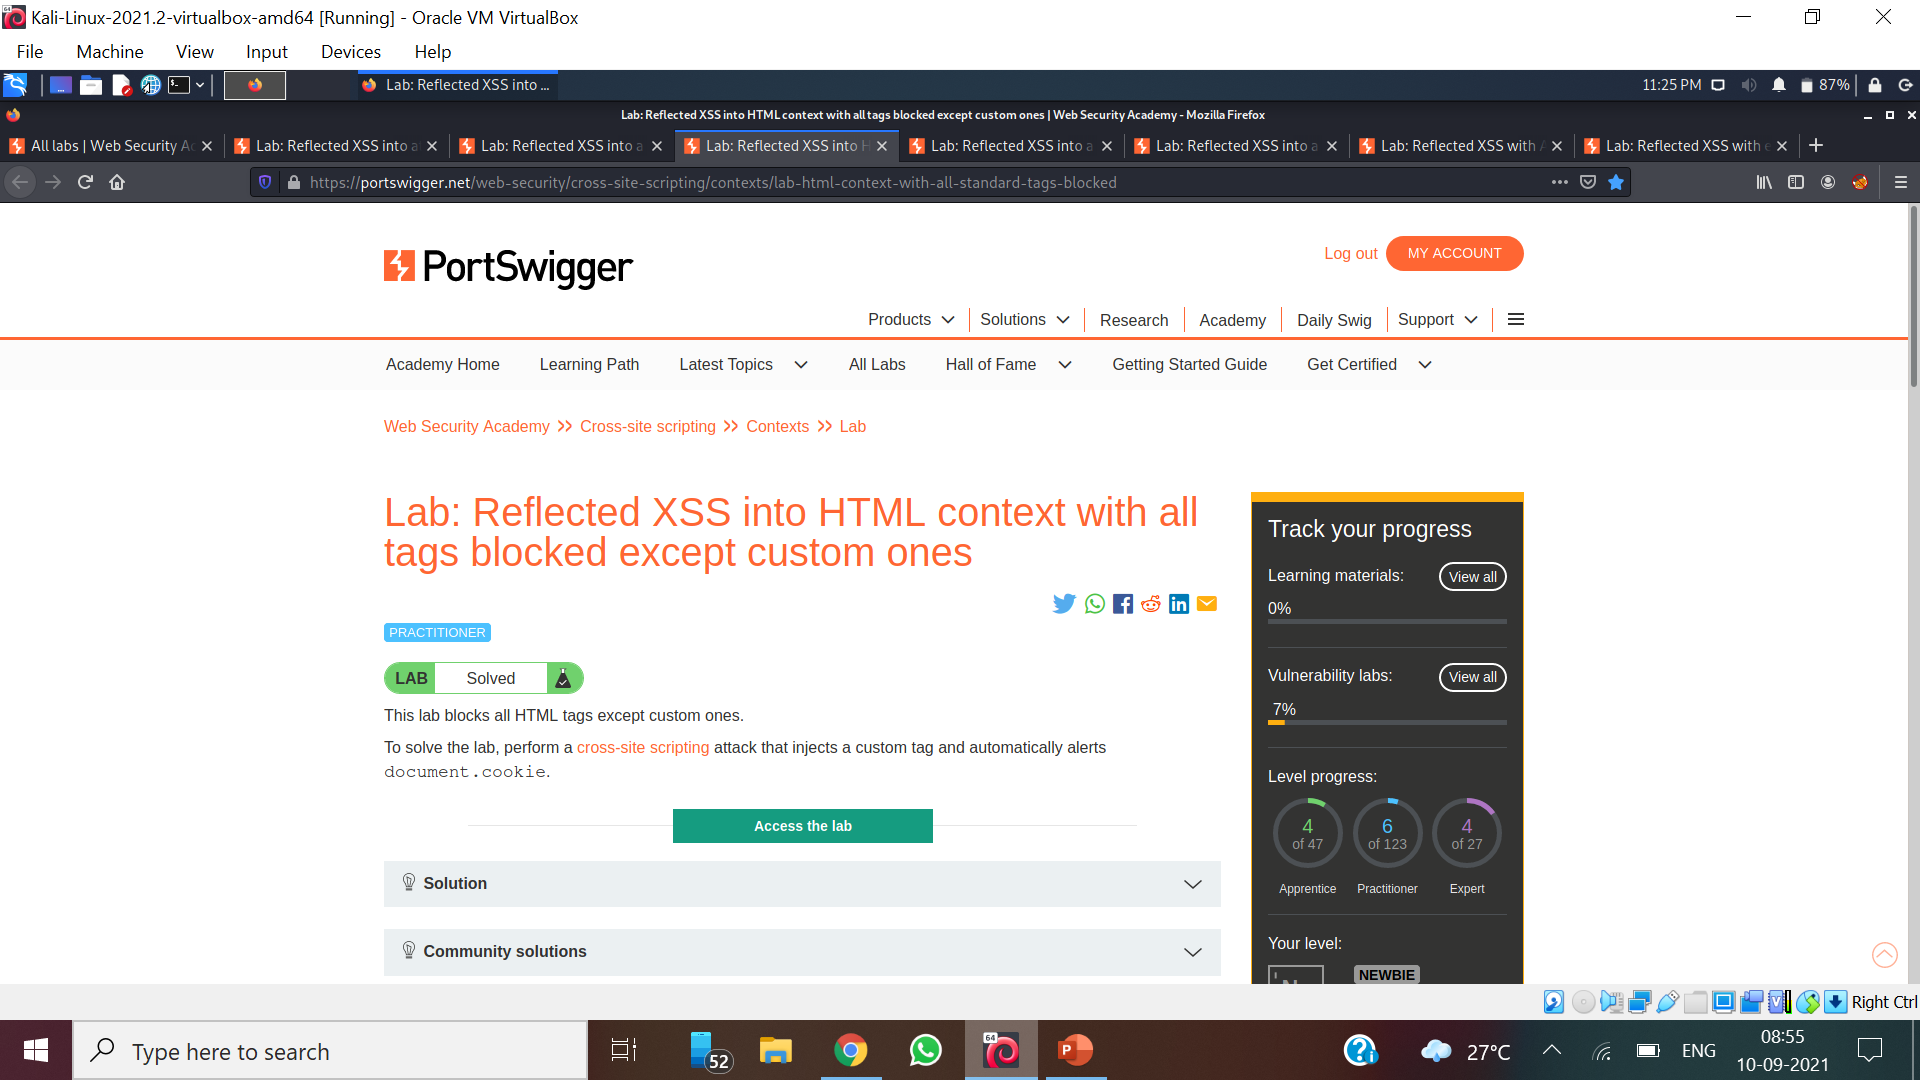 Kali-Linux-2021.2-virtualbox-amd64 [Running] - Oracle VM VirtualBox
File Machine View Input Devices Help
Lab: Reflected XSS into ... 11:25 PM 87%
Lab: Reflected XSS into HTML context with all tags blocked except custom ones | Web Security Academy - Mozilla Firefox
All labs | Web Security Ac Lab: Reflected XSS into a Lab: Reflected XSS into a Lab: Reflected XSS into H Lab: Reflected XSS into a Lab: Reflected XSS into a Lab: Reflected XSS with A Lab: Reflected XSS with e
https://portswigger.net/web-security/cross-site-scripting/contexts/lab-html-context-with-all-standard-tags-blocked
PortSwigger
Log out MY ACCOUNT
Products Solutions Research Academy Daily Swig Support
Academy Home Learning Path Latest Topics All Labs Hall of Fame Getting Started Guide Get Certified
Web Security Academy >> Cross-site scripting >> Contexts >> Lab
Lab: Reflected XSS into HTML context with all
tags blocked except custom ones
PRACTITIONER
LAB Solved
This lab blocks all HTML tags except custom ones.
To solve the lab, perform a cross-site scripting attack that injects a custom tag and automatically alerts
document.cookie.
Access the lab
Solution
Community solutions
Track your progress
Learning materials: View all
0%
Vulnerability labs: View all
7%
Level progress:
4 6 4
of 47 of 123 of 27
Apprentice Practitioner Expert
Your level:
NEWBIE
Right Ctrl
Type here to search
52
64
P
27°C
ENG
08:55
10-09-2021